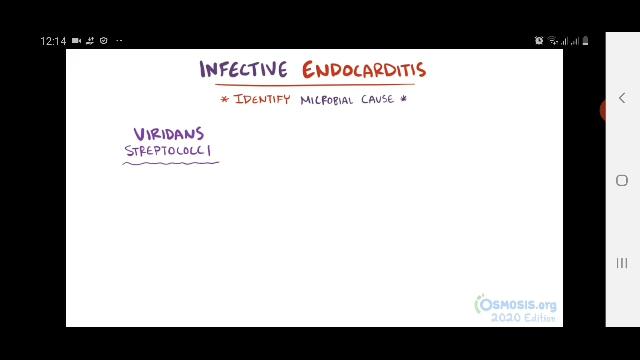 12:14
INFECTIVE ENDOCARDITIS
* IDENTIFY MICROBIAL CAUSE *
VIRIDANS
STREPTOCOCCI
OSMOSIS.org
2020 Edition